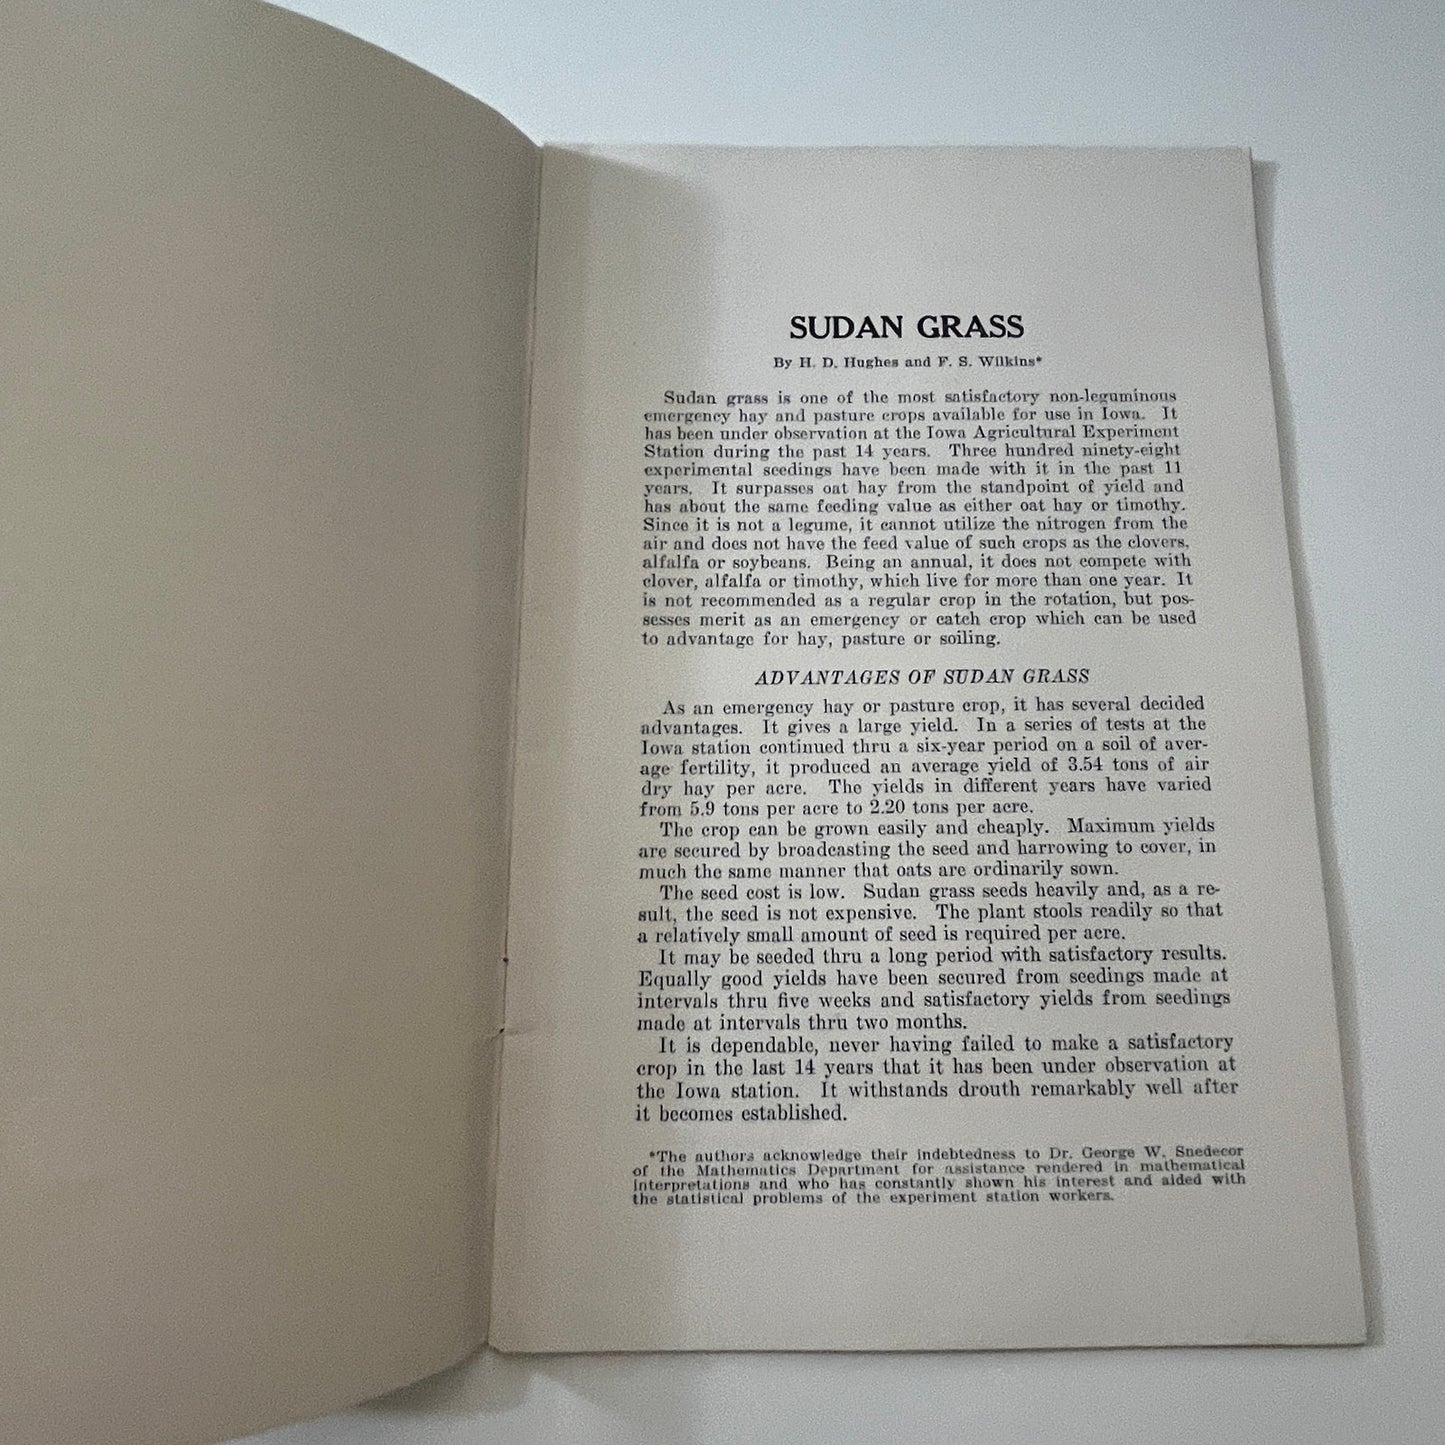 SUDAN GRASS
By H. D. Hughes and F. S. Wilkins*
Sudan grass is one of the most satisfactory non-leguminous
emergency hay and pasture crops available for use in Iowa. It
has been under observation at the Iowa Agricultural Experiment
Station during the past 14 years. Three hundred ninety-eight
experimental seedings have been made with it in the past 11
years. It surpasses oat hay from the standpoint of yield and
has about the same feeding value as either oat hay or timothy.
Since it is not a legume, it cannot utilize the nitrogen from the
air and does not have the feed value of such crops as the clovers,
alfalfa or soybeans. Being an annual, it does not compete with
clover, alfalfa or timothy, which live for more than one year. It
is not recommended as a regular crop in the rotation, but pos-
sesses merit as an emergency or catch crop which can be used
to advantage for hay, pasture or soiling.
ADVANTAGES OF SUDAN GRASS
As an emergency hay or pasture crop, it has several decided
advantages. It gives a large yield. In a series of tests at the
Iowa station continued thru a six-year period on a soil of aver-
age fertility, it produced an average yield of 3.54 tons of air
dry hay per acre. The yields in different years have varied
from 5.9 tons per acre to 2.20 tons per acre.
The crop can be grown easily and cheaply. Maximum yields
are secured by broadcasting the seed and harrowing to cover, in
much the same manner that oats are ordinarily sown.
The seed cost is low. Sudan grass seeds heavily and, as a re-
sult, the seed is not expensive. The plant stools readily so that
a relatively small amount of seed is required per acre.
It may be seeded thru a long period with satisfactory results.
Equally good yields have been secured from seedings made at
intervals thru five weeks and satisfactory yields from seedings
made at intervals thru two months.
It is dependable, never having failed to make a satisfactory
crop in the last 14 years that it has been under observation at
the Iowa station. It withstands drouth remarkably well after
it becomes established.
*The authors acknowledge their indebtedness to Dr. George W. Snedecor
of the Mathematics Department for assistance rendered in mathematical
interpretations and who has constantly shown his interest and aided with
the statistical problems of the experiment station workers.